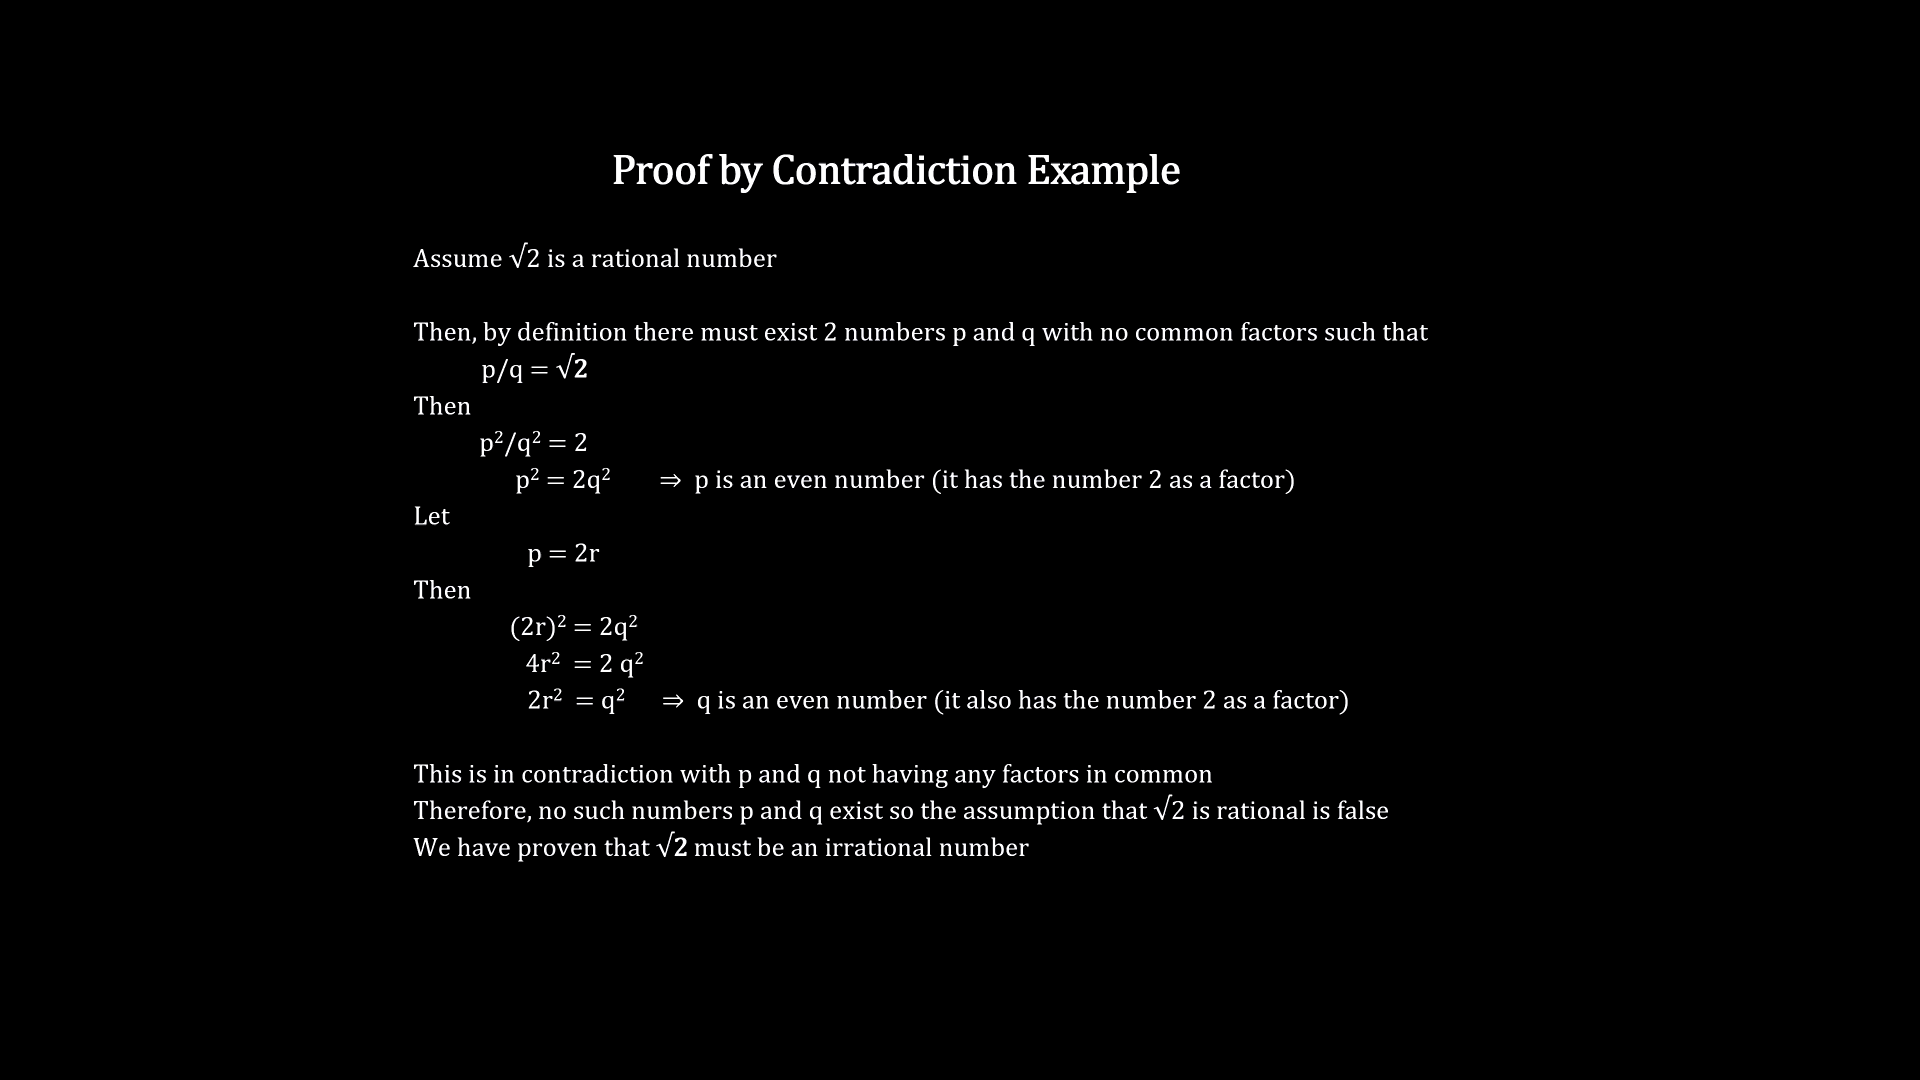 Proof by Contradiction Example
Assume √2 is a rational number
Then, by definition there must exist 2 numbers p and q with no common factors such that
p/q = √2
Then
p²/q² = 2
p² = 2q² ⇒ p is an even number (it has the number 2 as a factor)
Let
p = 2r
Then
(2r)² = 2q²
4r² = 2 q²
2r² = q² ⇒ q is an even number (it also has the number 2 as a factor)
This is in contradiction with p and q not having any factors in common
Therefore, no such numbers p and q exist so the assumption that √2 is rational is false
We have proven that √2 must be an irrational number